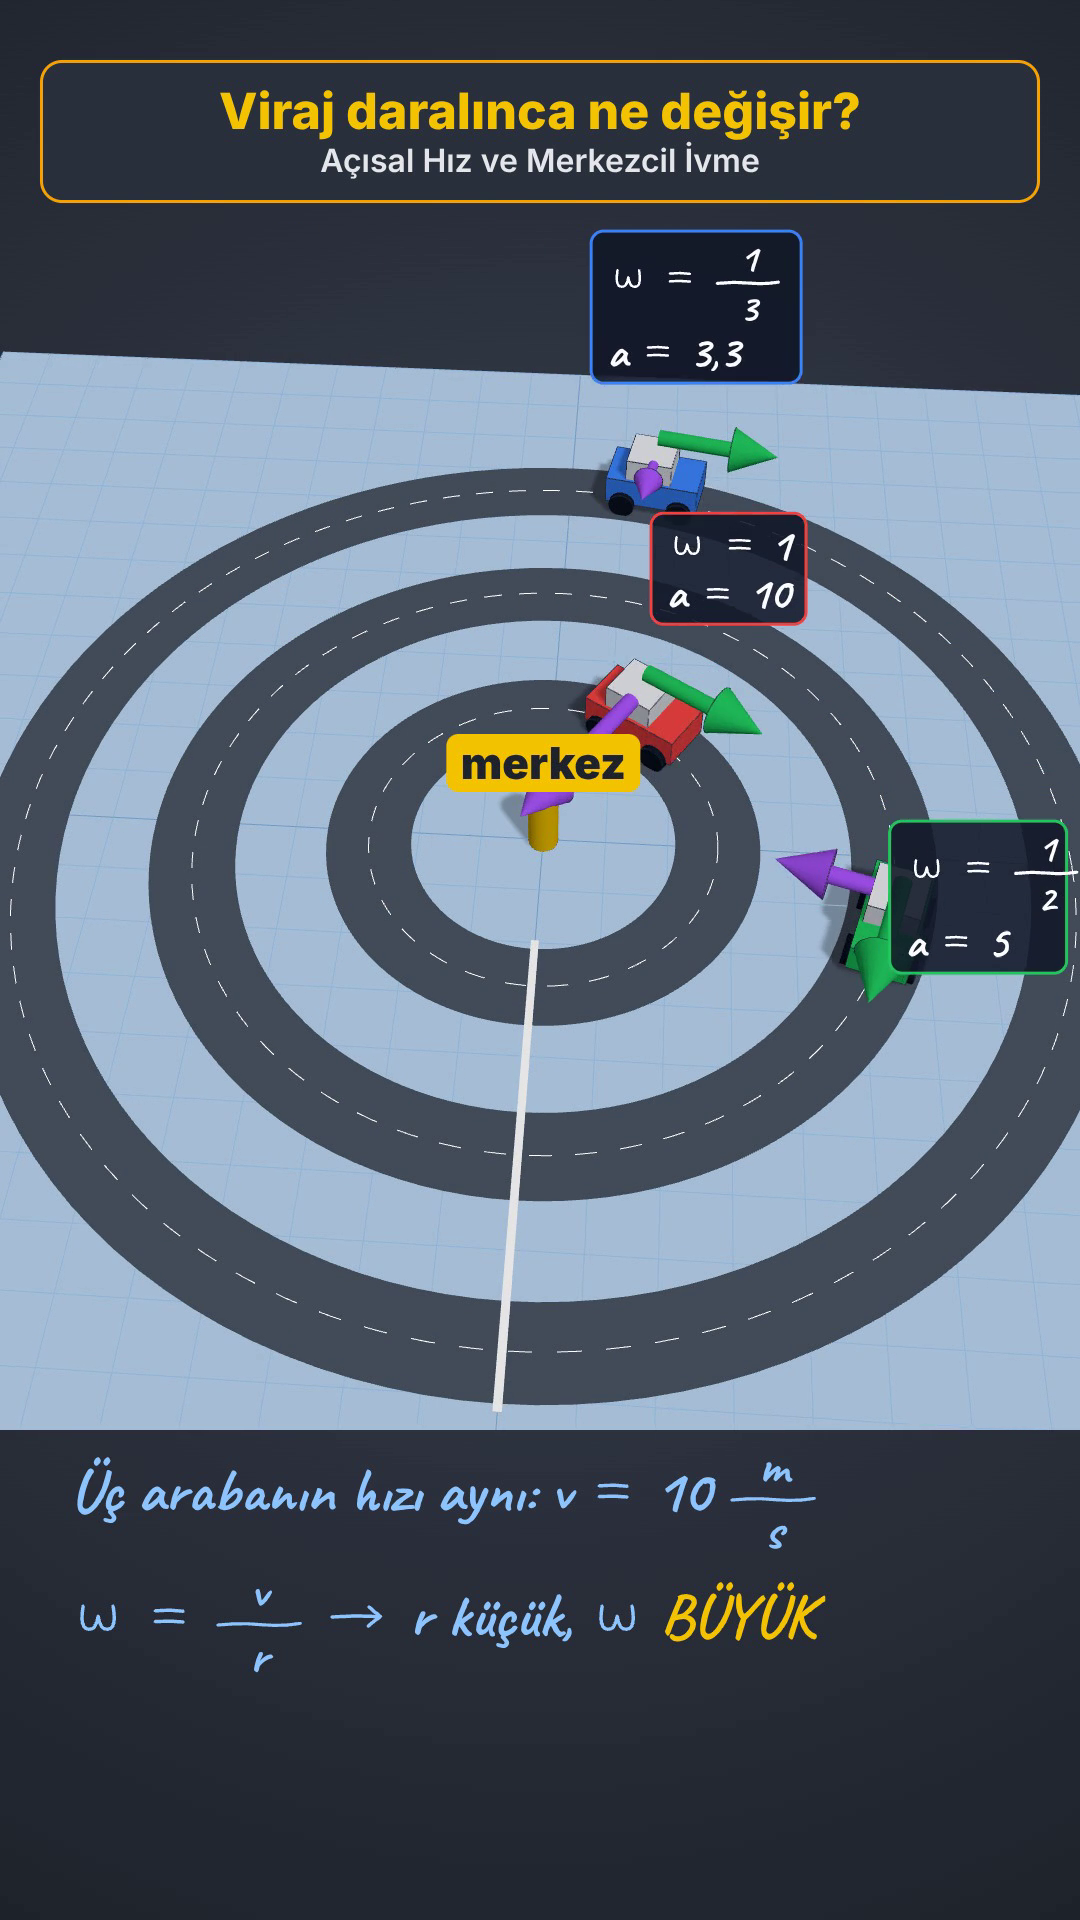 Viraj daralınca ne değişir?
Açısal Hız ve Merkezcil İvme
ω = 1/3
a = 3,3
ω = 1
a = 10
merkez
ω = 1/2
a = 5
Üç arabanın hızı aynı: v = 10 m/s
ω = v/r → r küçük, ω BÜYÜK